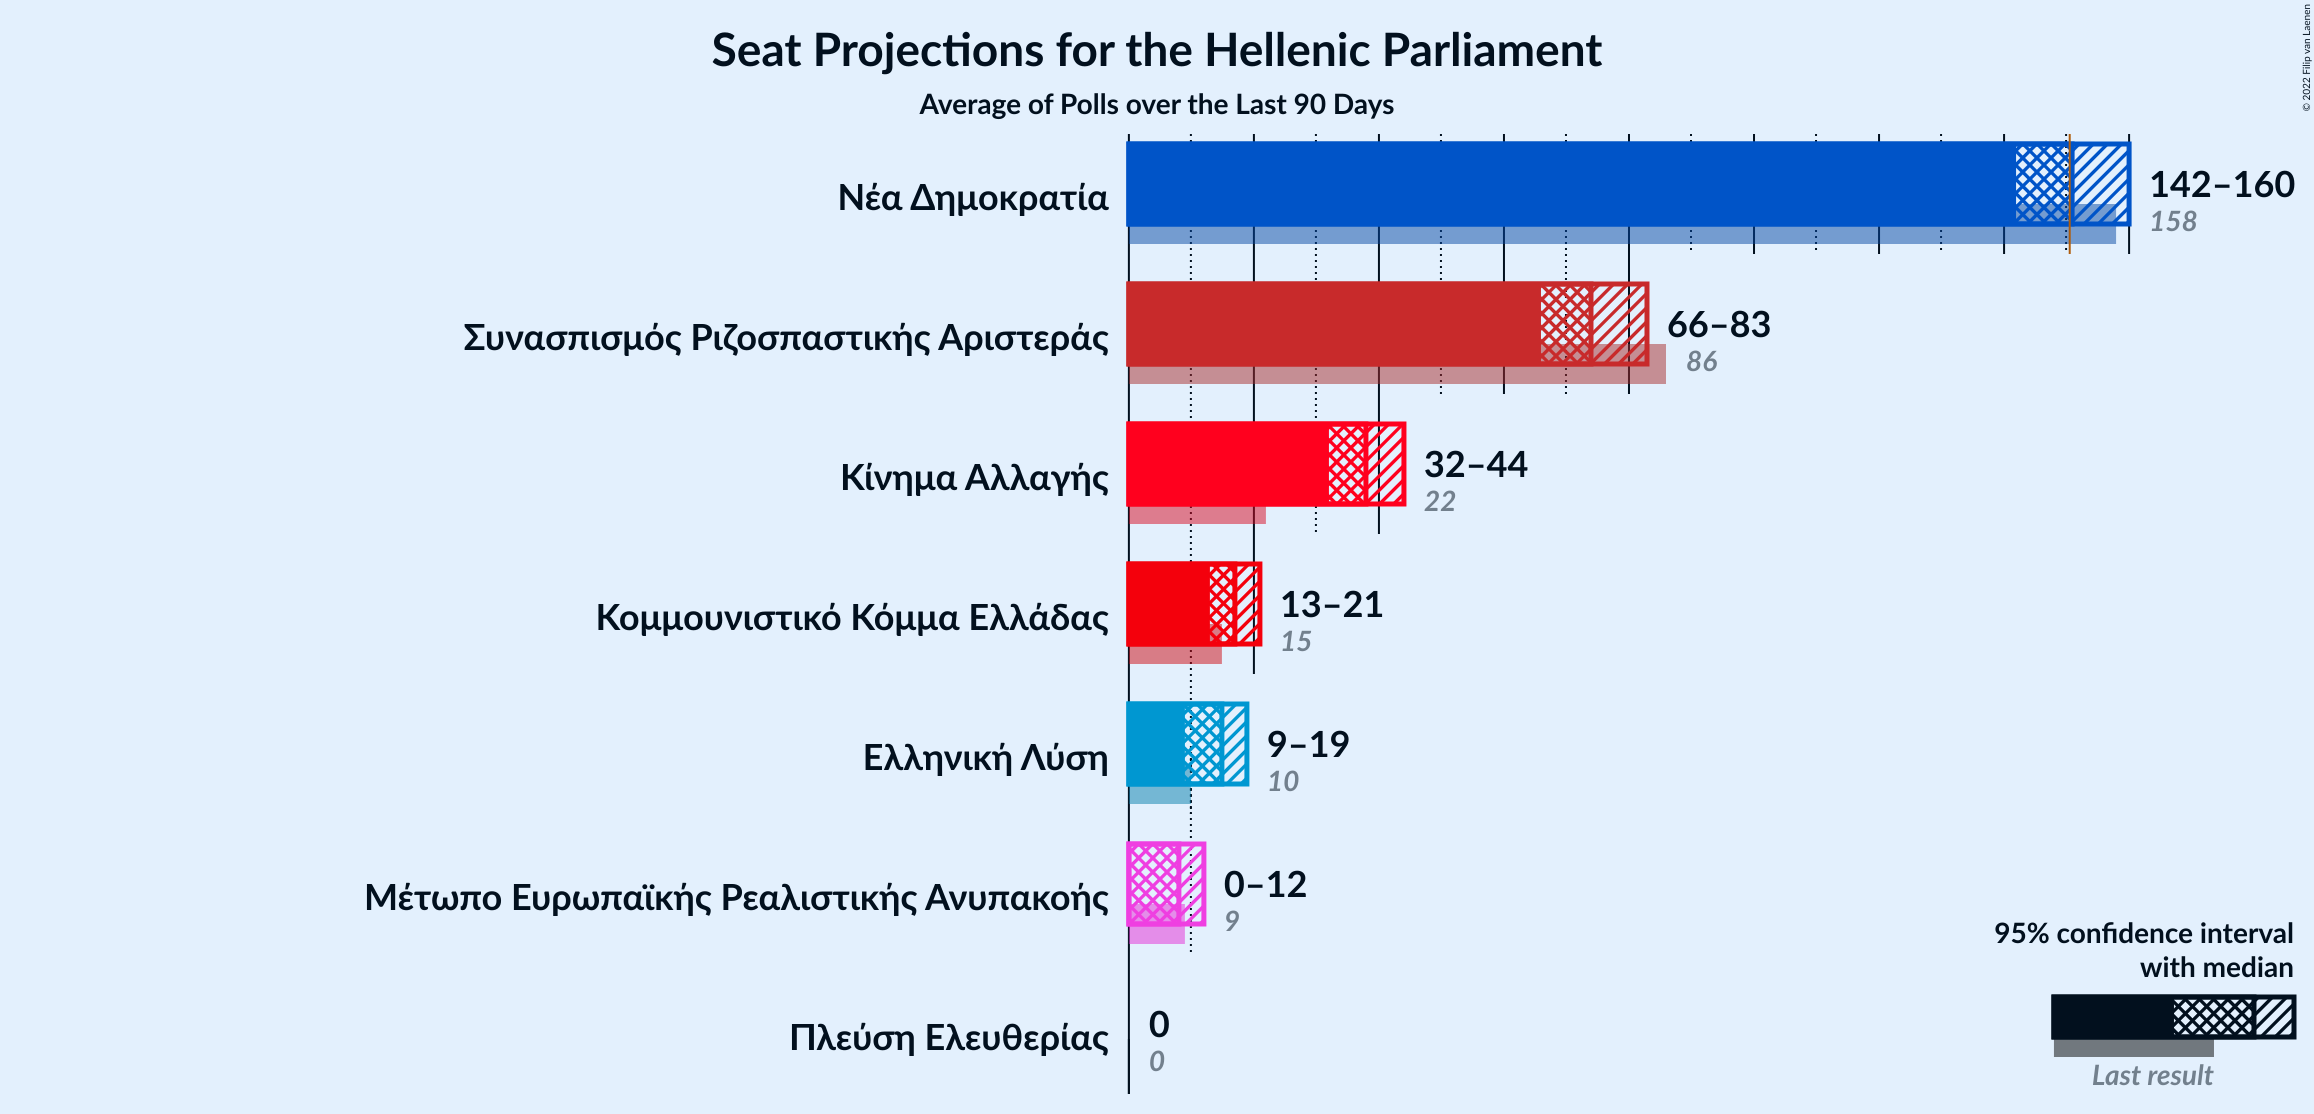 © 2022 Filip van Laenen
Seat Projections for the Hellenic Parliament
Average of Polls over the Last 90 Days
Νέα Δημοκρατία
142–160
158
Συνασπισμός Ριζοσπαστικής Αριστεράς
66–83
86
Κίνημα Αλλαγής
32–44
22
Κομμουνιστικό Κόμμα Ελλάδας
13–21
15
Ελληνική Λύση
9–19
10
Μέτωπο Ευρωπαϊκής Ρεαλιστικής Ανυπακοής
0–12
9
Πλεύση Ελευθερίας
0
0
95% confidence interval
with median
Last result